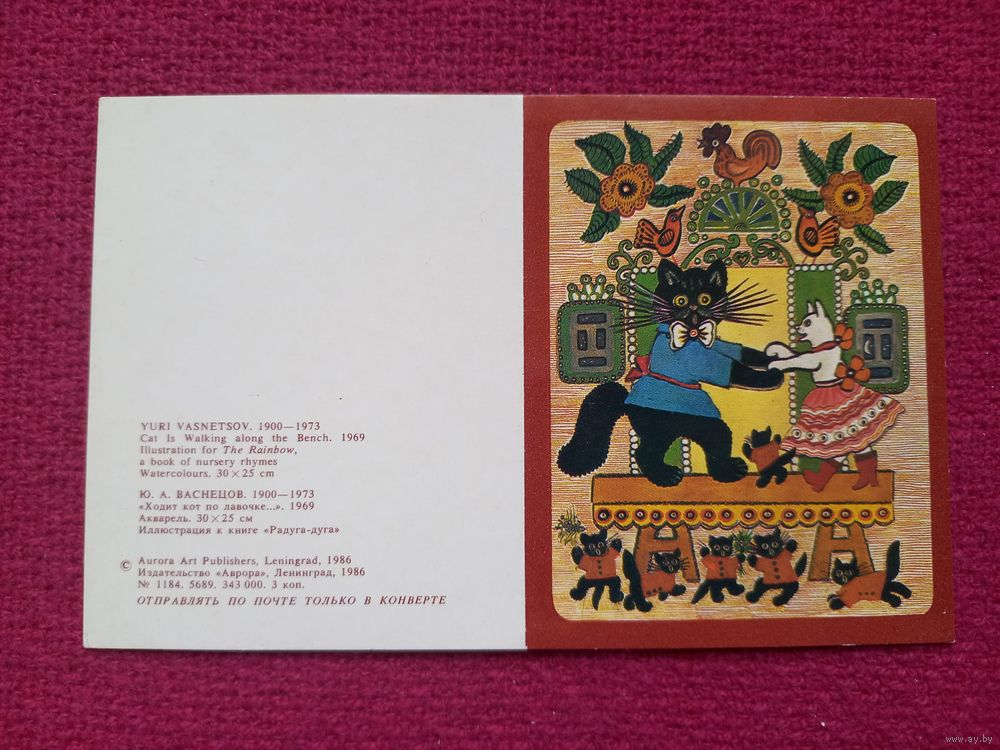 YURI VASNETSOV. 1900—1973
Cat Is Walking along the Bench. 1969
Illustration for The Rainbow,
a book of nursery rhymes
Watercolours. 30×25 cm
Ю. А. ВАСНЕЦОВ. 1900—1973
«Ходит кот по лавочке...». 1969
Акварель. 30×25 см
Иллюстрация к книге «Радуга-дуга»
© Aurora Art Publishers, Leningrad, 1986
Издательство «Аврора», Ленинград, 1986
№ 1184. 5689. 343 000. 3 коп.
ОТПРАВЛЯТЬ ПО ПОЧТЕ ТОЛЬКО В КОНВЕРТЕ
www.ay.by